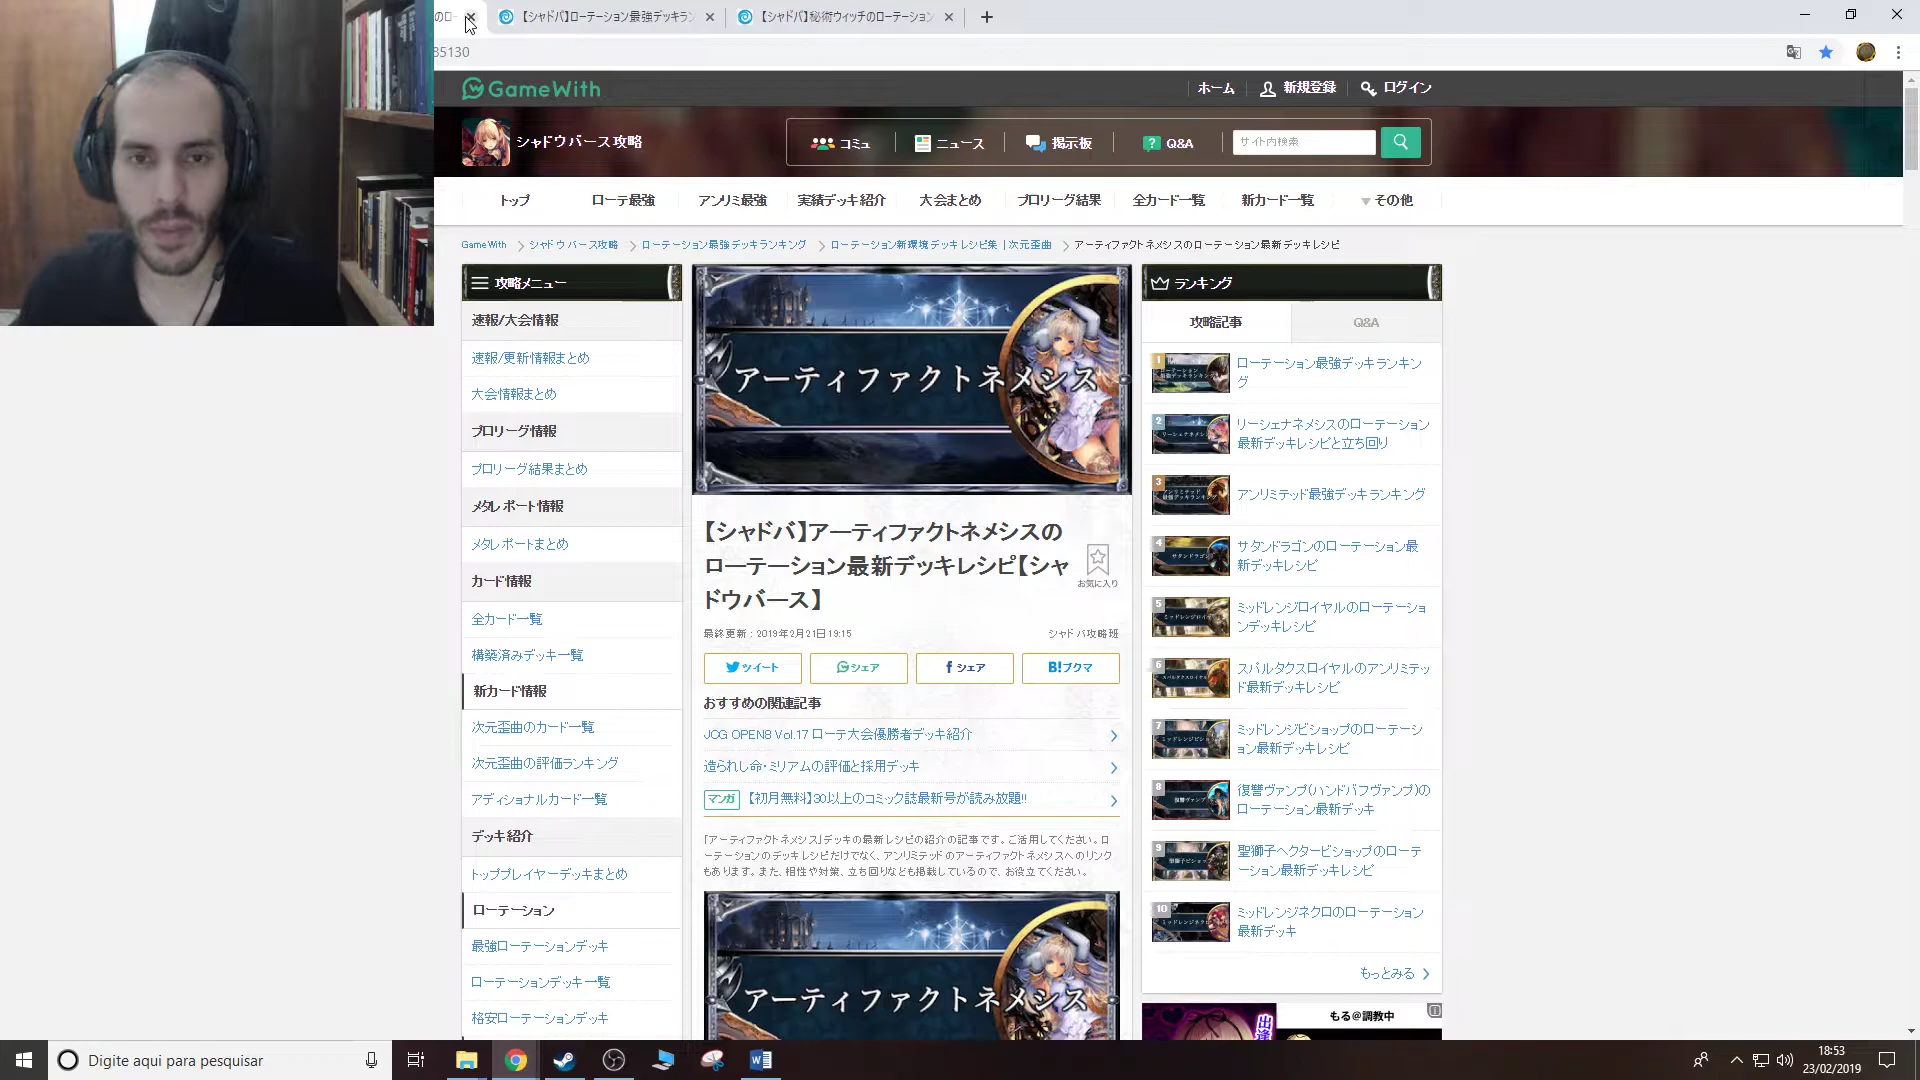 のロー
【シャドバ】ローテーション最強デッキラン
【シャドバ】秘術ウィッチのローテーション
35130
GameWith
ホーム
新規登録
ログイン
シャドウバース攻略
コミュ
ニュース
掲示板
Q&A
サイト内検索
トップ
ローテ最強
アンリミ最強
実績デッキ紹介
大会まとめ
プロリーグ結果
全カード一覧
新カード一覧
その他
GameWith
シャドウバース攻略
ローテーション最強デッキランキング
ローテーション新環境デッキレシピ集 | 次元歪曲
アーティファクトネメシスのローテーション最新デッキレシピ
攻略メニュー
速報/大会情報
速報/更新情報まとめ
大会情報まとめ
プロリーグ情報
プロリーグ結果まとめ
メタレポート情報
メタレポートまとめ
カード情報
全カード一覧
構築済みデッキ一覧
新カード情報
次元歪曲のカード一覧
次元歪曲の評価ランキング
アディショナルカード一覧
デッキ紹介
トッププレイヤーデッキまとめ
ローテーション
最強ローテーションデッキ
ローテーションデッキ一覧
格安ローテーションデッキ
アーティファクトネメシス
【シャドバ】アーティファクトネメシスの
ローテーション最新デッキレシピ【シャ
ドウバース】
お気に入り
最終更新 : 2019年2月21日19:15
シャドバ攻略班
ツイート
シェア
シェア
B!ブクマ
おすすめの関連記事
JCG OPEN8 Vol.17 ローテ大会優勝者デッキ紹介
造られし命・ミリアムの評価と採用デッキ
マンガ
【初月無料】30以上のコミック誌最新号が読み放題!!
「アーティファクトネメシス」デッキの最新レシピの紹介の記事です。ご活用してください。ロ
ーテーションのデッキレシピだけでなく、アンリミテッドのアーティファクトネメシスへのリンク
もあります。また、相性や対策、立ち回りなども掲載しているので、お役立てください。
アーティファクトネメシス
ランキング
攻略記事
Q&A
1
ローテーション最強デッキランキン
グ
2
リーシェナネメシスのローテーション
最新デッキレシピと立ち回り
3
アンリミテッド最強デッキランキング
4
サタンドラゴンのローテーション最
新デッキレシピ
5
ミッドレンジロイヤルのローテーショ
ンデッキレシピ
6
スパルタクスロイヤルのアンリミテッ
ド最新デッキレシピ
7
ミッドレンジビショップのローテーシ
ョン最新デッキレシピ
8
復讐ヴァンプ(ハンドバフヴァンプ)の
ローテーション最新デッキ
9
聖獅子ヘクタービショップのローテ
ーション最新デッキレシピ
10
ミッドレンジネクロのローテーション
最新デッキ
もっとみる
もる@調教中
Digite aqui para pesquisar
18:53
23/02/2019